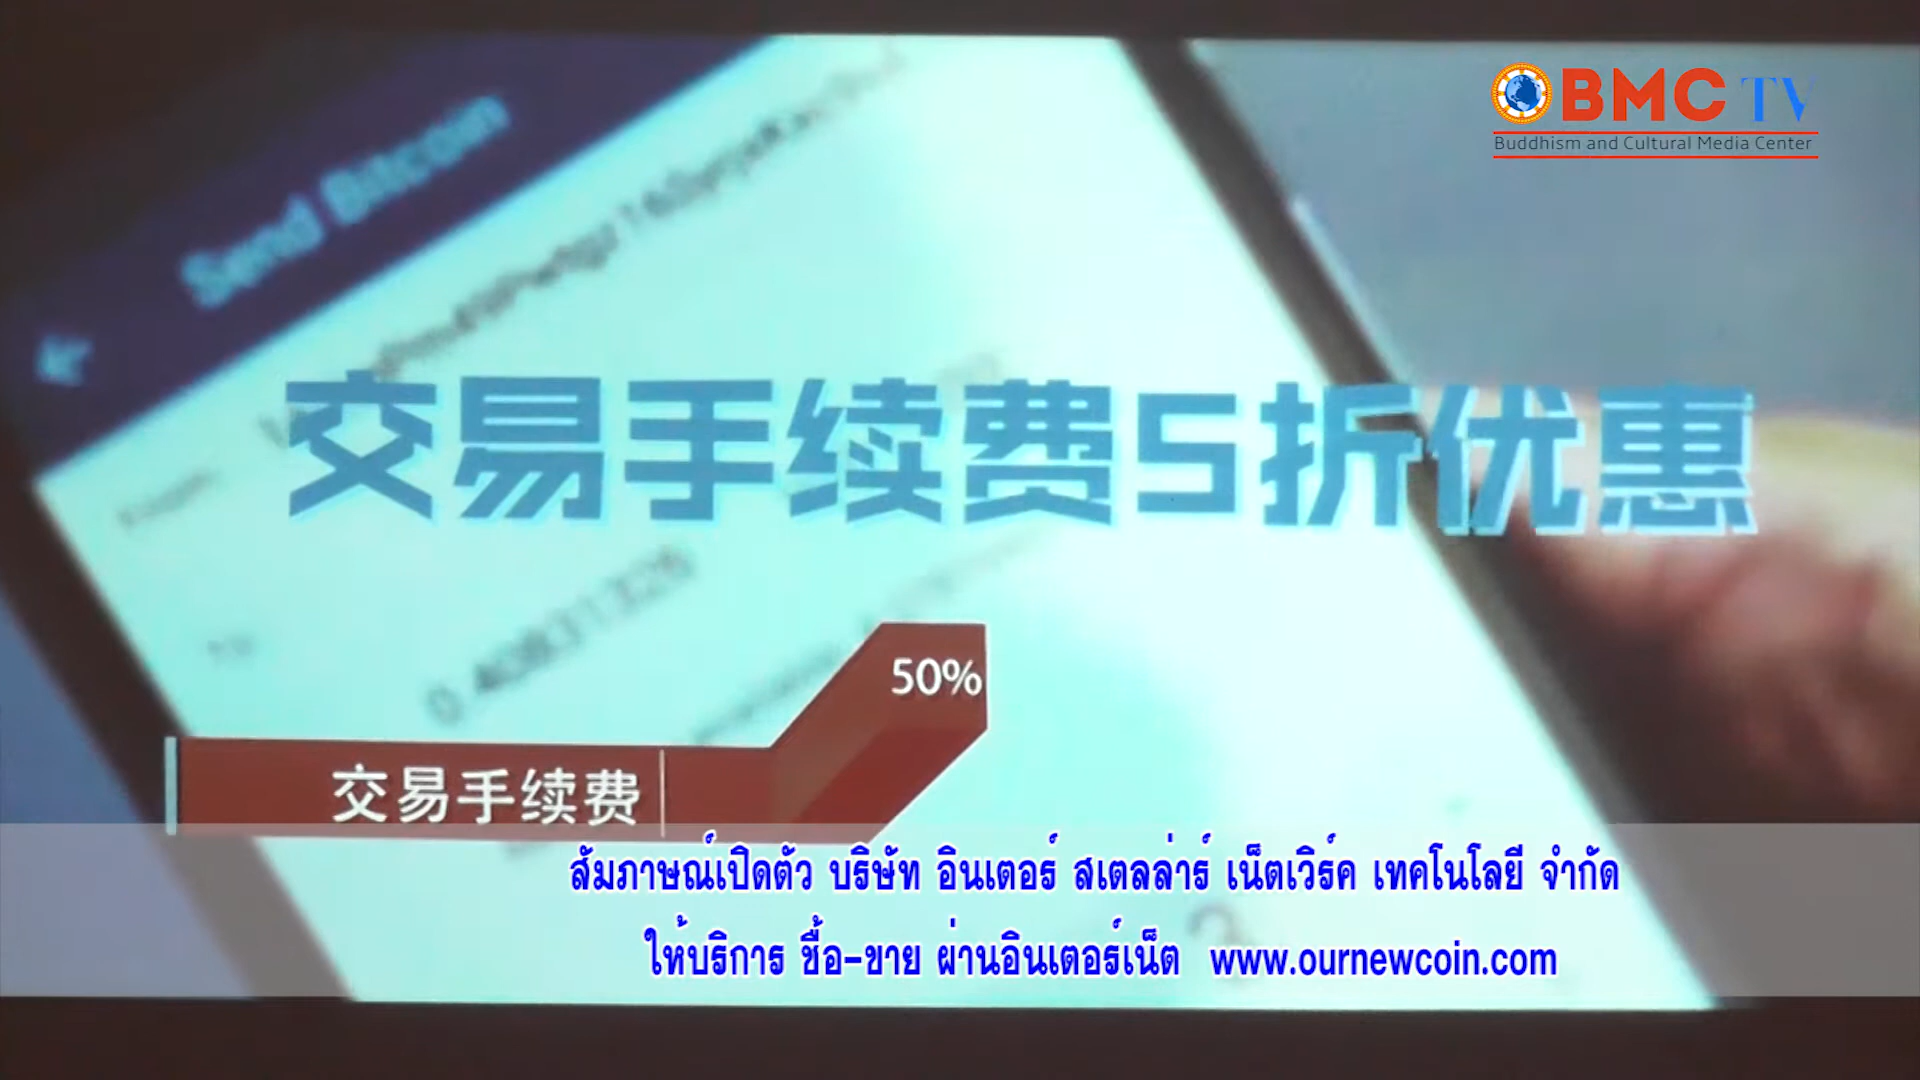 BMC TV
Buddhism and Cultural Media Center
Send Bitcoin
交易手续费5折优惠
0.40831326
50%
交易手续费
สัมภาษณ์เปิดตัว บริษัท อินเตอร์ สเตลล่าร์ เน็ตเวิร์ค เทคโนโลยี จำกัด
ให้บริการ ซื้อ-ขาย ผ่านอินเตอร์เน็ต www.ournewcoin.com